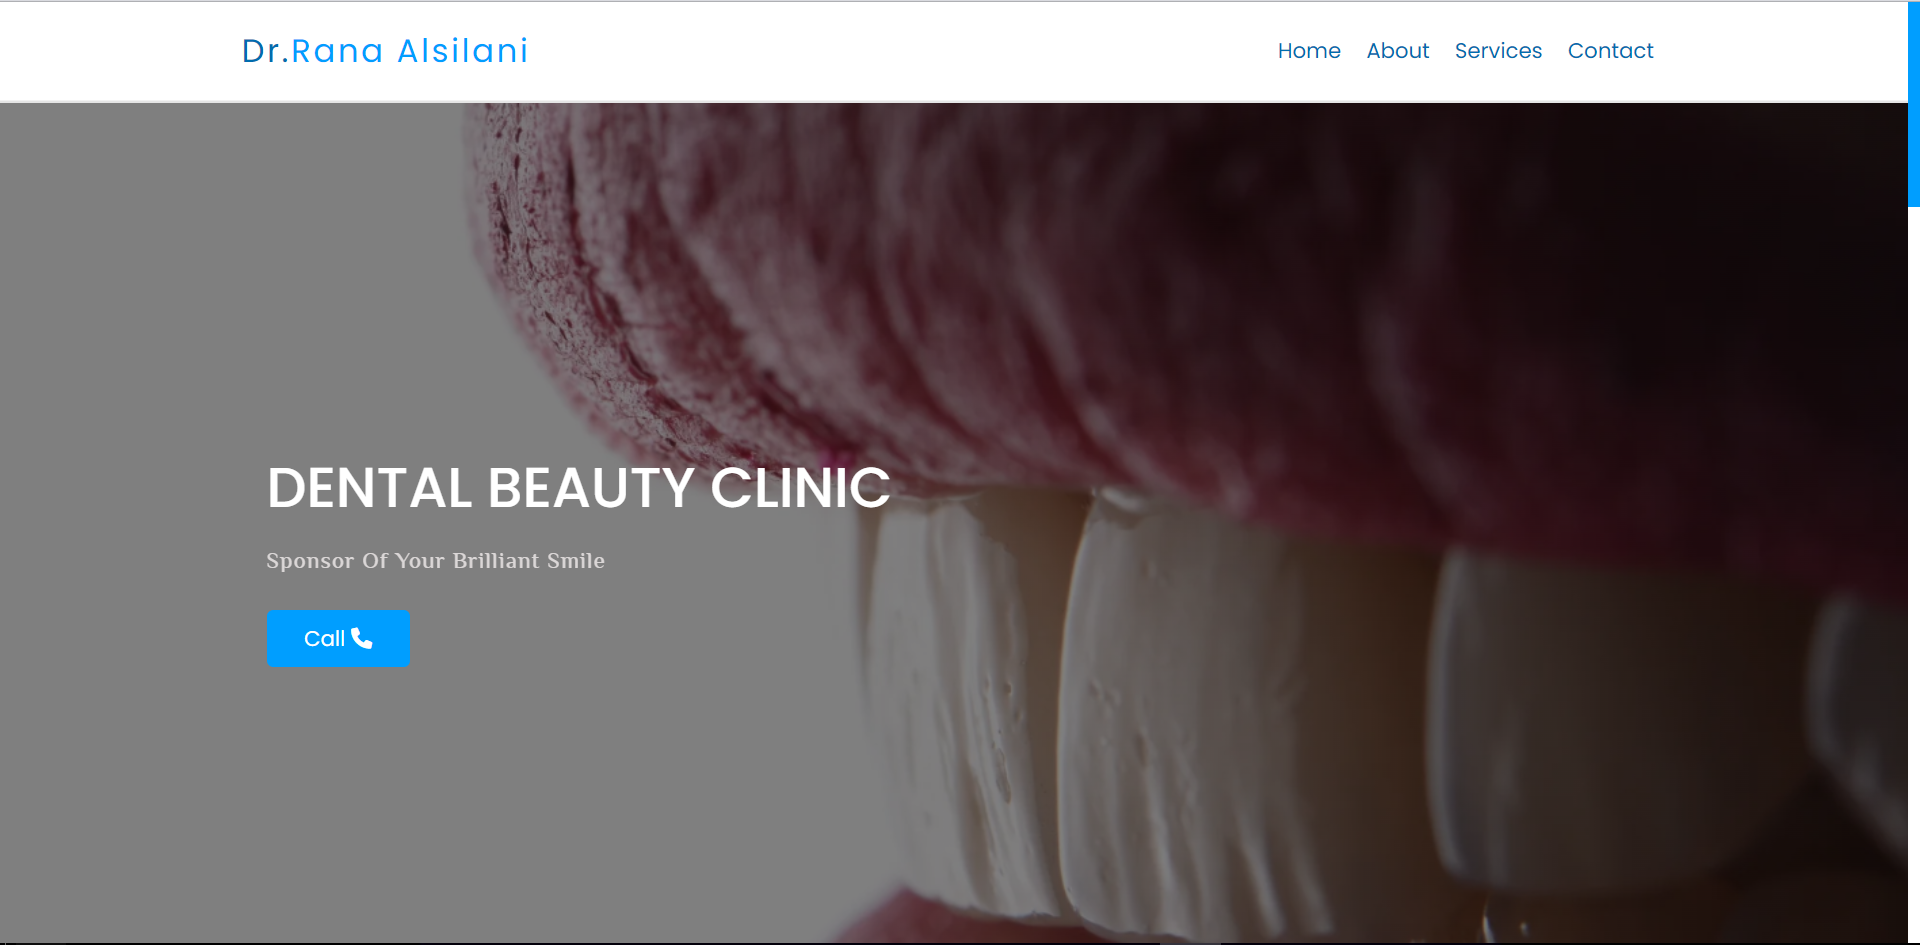 Dr.Rana Alsilani
Home About Services Contact
DENTAL BEAUTY CLINIC
Sponsor Of Your Brilliant Smile
Call